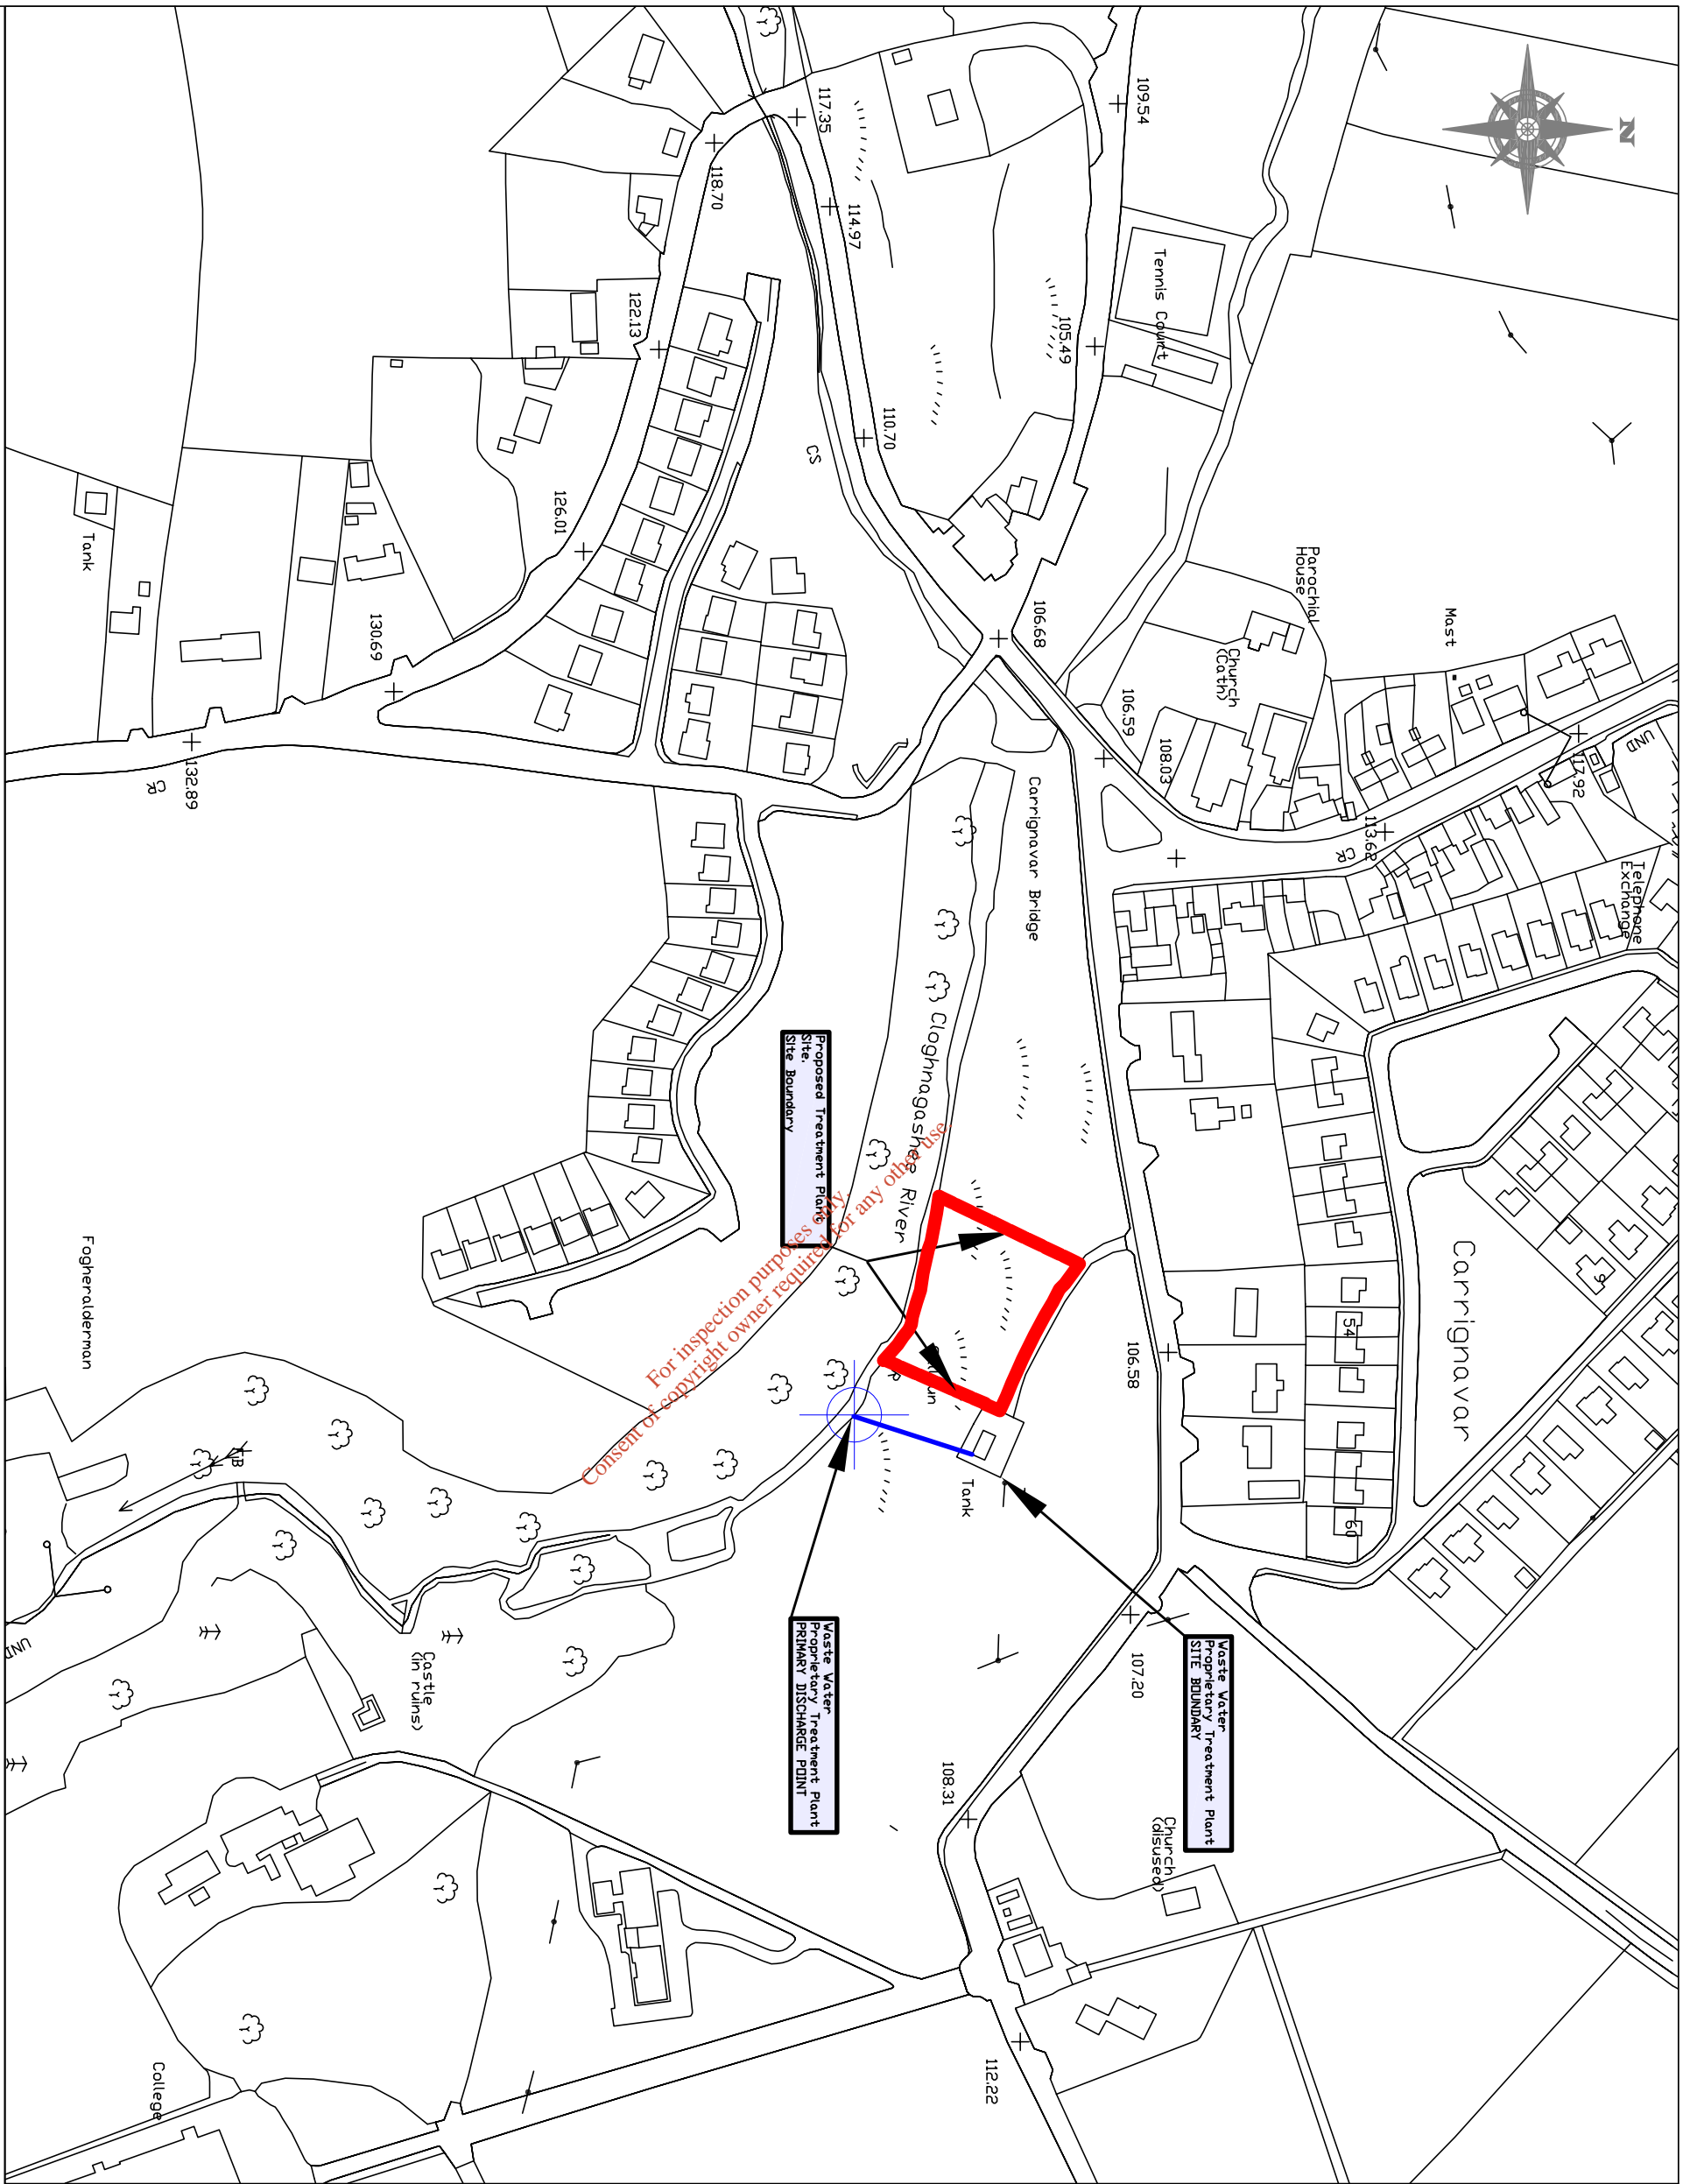 N
109.54
117.35
118.70
114.97
Tennis Court
105.49
122.13
110.70
CS
126.01
Tank
130.69
106.68
Parochial
House
Mast
Church
(Cath)
106.59
108.03
117.92
UND
113.62
CR
132.89
CR
Telephone
Exchange
Carrignavar Bridge
Cloghnagashee River
Proposed Treatment Plant
Site.
Site Boundary
For inspection purposes only.
Consent of copyright owner required for any other use.
Carrignavar
9
54
60
106.58
Fogheralderman
Tank
FB
UND
Castle
(in ruins)
Waste Water
Proprietary Treatment Plant
PRIMARY DISCHARGE POINT
Waste Water
Proprietary Treatment Plant
SITE BOUNDARY
107.20
108.31
Church
(disused)
112.22
College